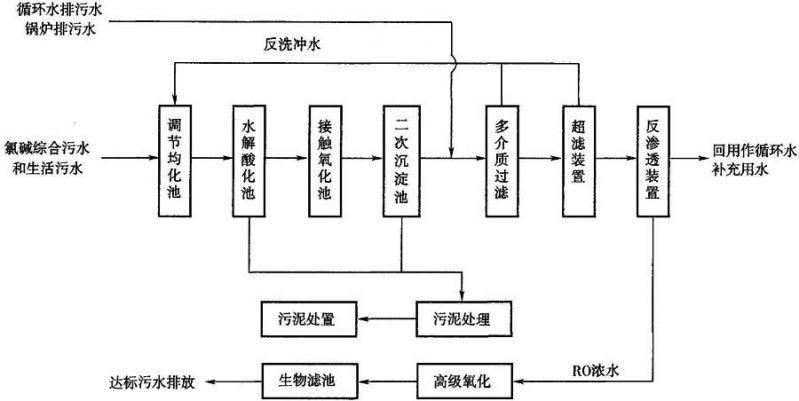 循环水排污水
锅炉排污水
反洗冲水
氯碱综合污水
和生活污水
调节均化池
水解酸化池
接触氧化池
二次沉淀池
多介质过滤
超滤装置
反渗透装置
回用作循环水
补充用水
污泥处置
污泥处理
RO浓水
达标污水排放
生物滤池
高级氧化